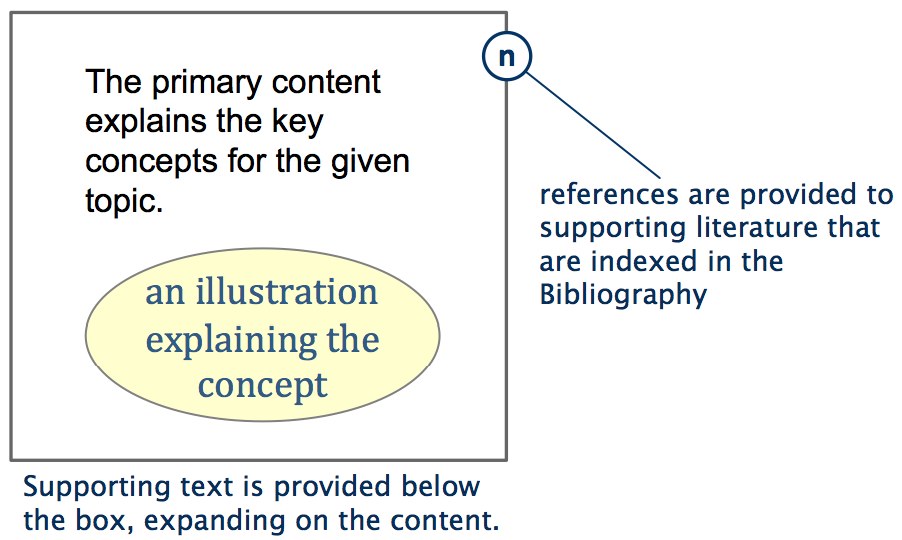 n
The primary content
explains the key
concepts for the given
topic.
references are provided to
supporting literature that
are indexed in the
Bibliography
an illustration
explaining the
concept
Supporting text is provided below
the box, expanding on the content.